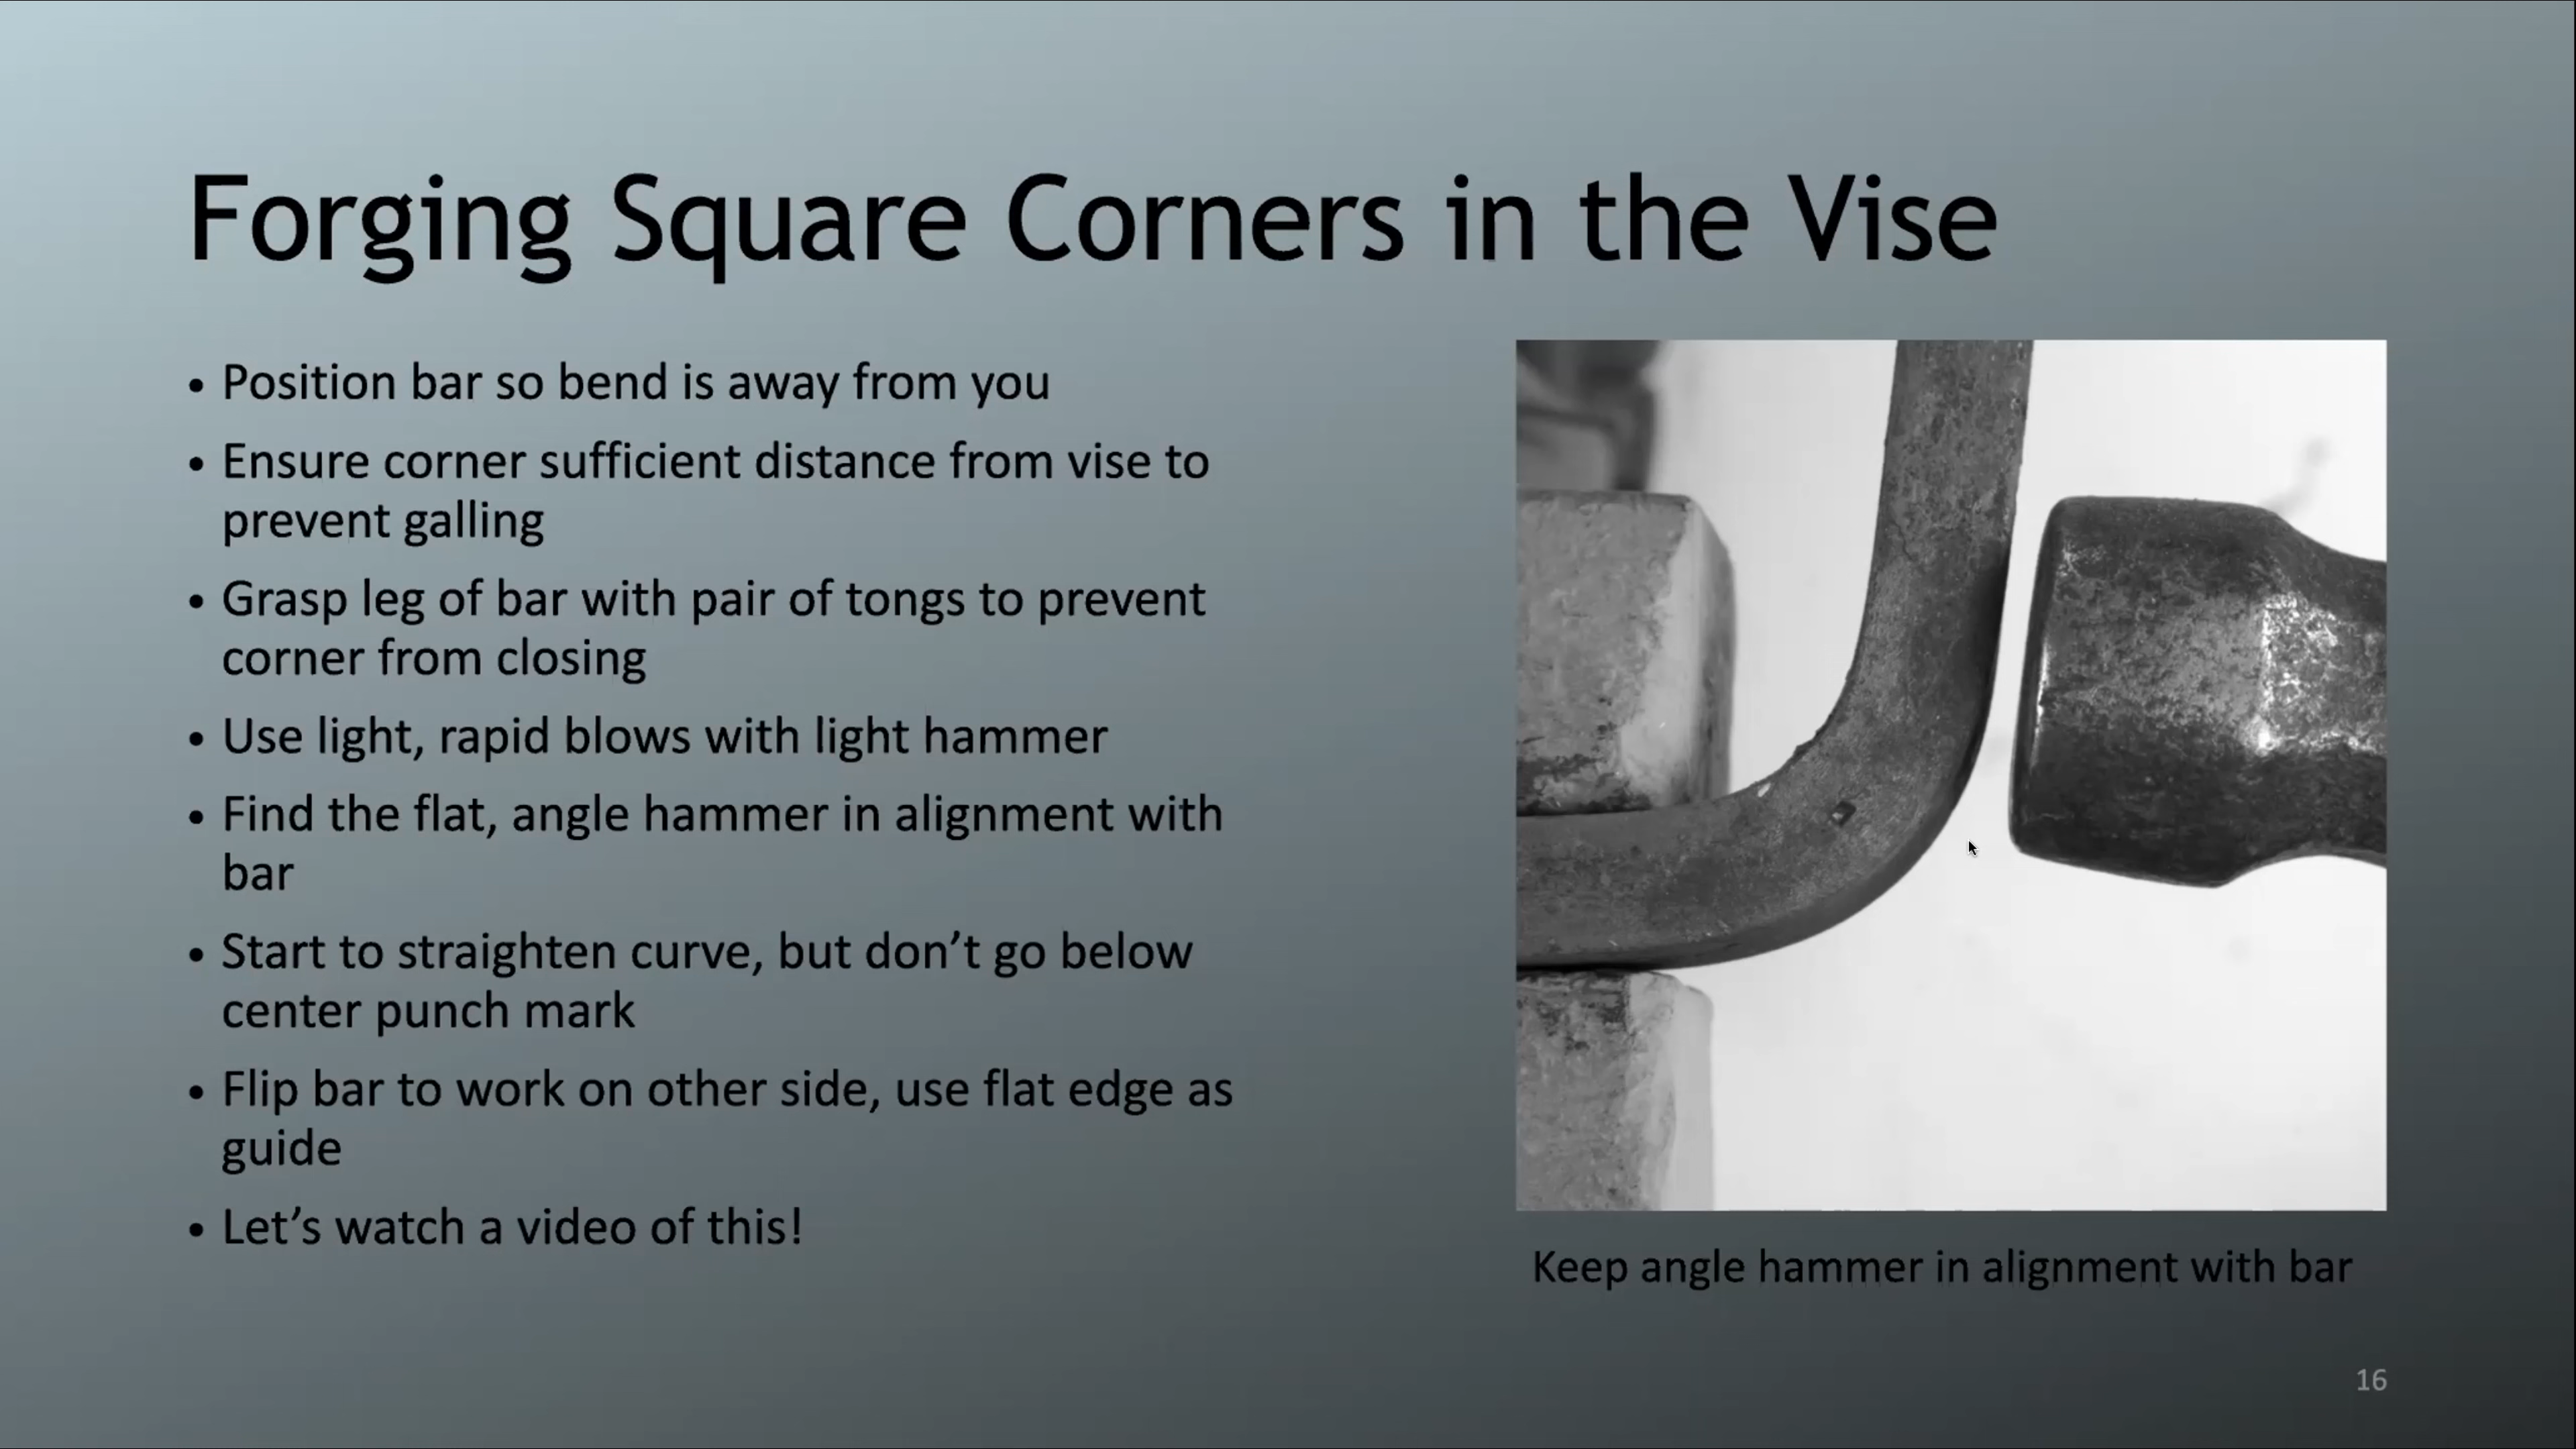 Forging Square Corners in the Vise
• Position bar so bend is away from you
• Ensure corner sufficient distance from vise to
prevent galling
• Grasp leg of bar with pair of tongs to prevent
corner from closing
• Use light, rapid blows with light hammer
• Find the flat, angle hammer in alignment with
bar
• Start to straighten curve, but don’t go below
center punch mark
• Flip bar to work on other side, use flat edge as
guide
• Let’s watch a video of this!
Keep angle hammer in alignment with bar
16